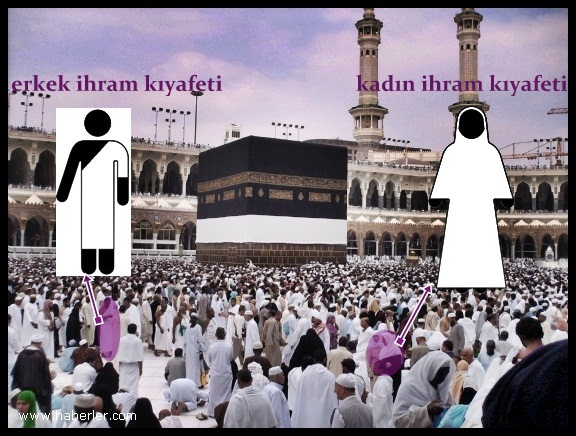 erkek ihram kıyafeti
kadın ihram kıyafeti
www.haberler.com